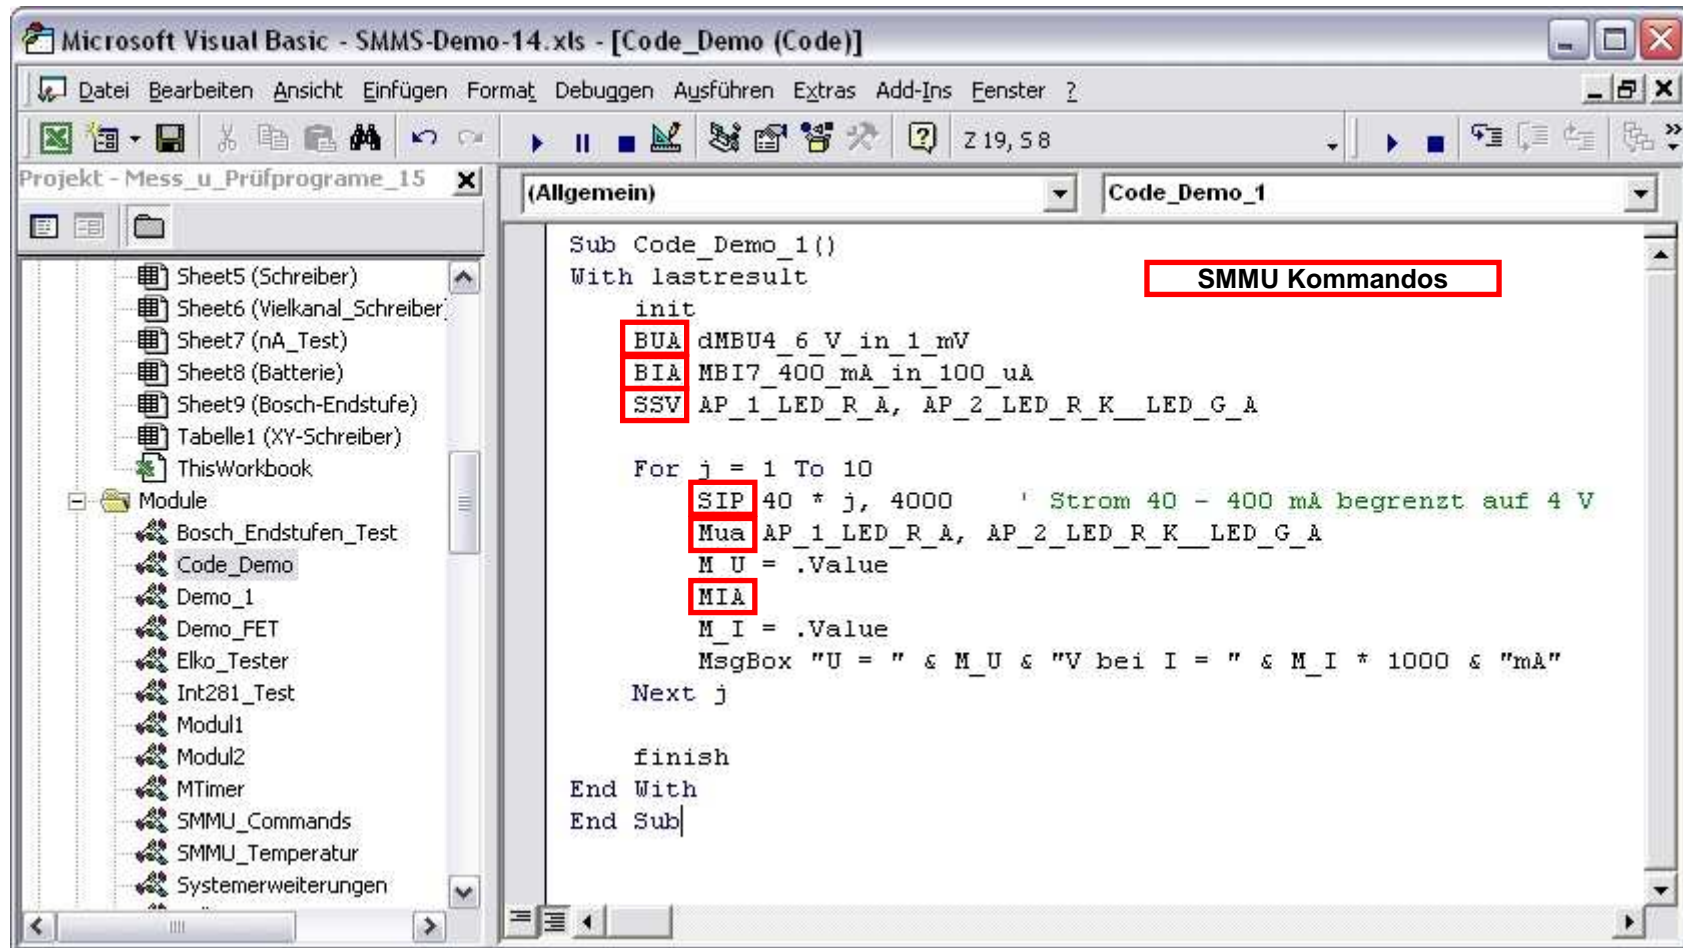 Microsoft Visual Basic - SMMS-Demo-14.xls - [Code_Demo (Code)]
Datei Bearbeiten Ansicht Einfügen Format Debuggen Ausführen Extras Add-Ins Fenster ?
Z 19, S 8
Projekt - Mess_u_Prüfprograme_15
Sheet5 (Schreiber)
Sheet6 (Vielkanal_Schreiber)
Sheet7 (nA_Test)
Sheet8 (Batterie)
Sheet9 (Bosch-Endstufe)
Tabelle1 (XY-Schreiber)
ThisWorkbook
Module
Bosch_Endstufen_Test
Code_Demo
Demo_1
Demo_FET
Elko_Tester
Int281_Test
Modul1
Modul2
MTimer
SMMU_Commands
SMMU_Temperatur
Systemerweiterungen
(Allgemein)
Code_Demo_1
Sub Code_Demo_1()
With lastresult
SMMU Kommandos
init
BUA dMBU4_6_V_in_1_mV
BIA MBI7_400_mA_in_100_uA
SSV AP_1_LED_R_A, AP_2_LED_R_K__LED_G_A
For j = 1 To 10
SIP 40 * j, 4000 ' Strom 40 - 400 mA begrenzt auf 4 V
Mua AP_1_LED_R_A, AP_2_LED_R_K__LED_G_A
M_U = .Value
MIA
M_I = .Value
MsgBox "U = " & M_U & "V bei I = " & M_I * 1000 & "mA"
Next j
finish
End With
End Sub